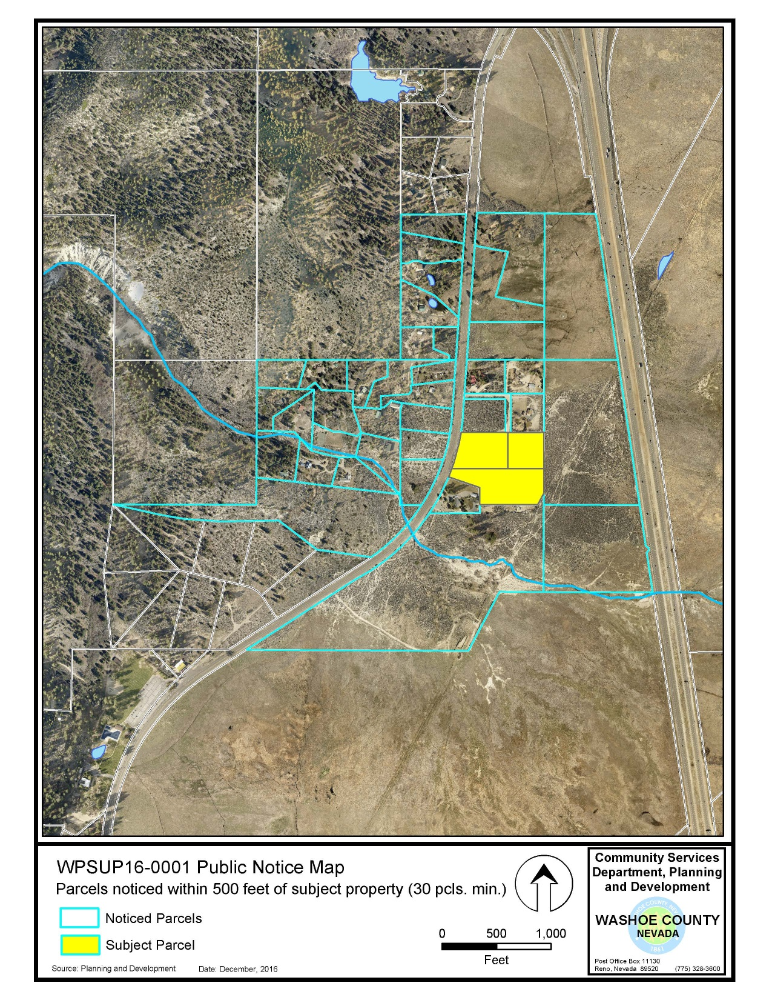 WPSUP16-0001 Public Notice Map
Parcels noticed within 500 feet of subject property (30 pcls. min.)
Noticed Parcels
Subject Parcel
Source: Planning and Development Date: December, 2016
0 500 1,000
Feet
Community Services
Department, Planning
and Development
WASHOE COUNTY
NEVADA
1861
Post Office Box 11130
Reno, Nevada 89520 (775) 328-3600